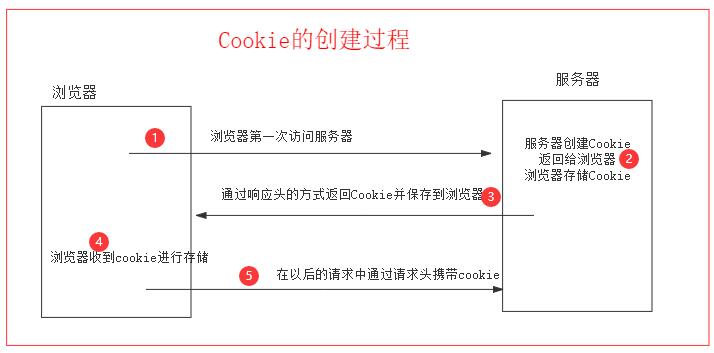 Cookie的创建过程
浏览器
服务器
1
浏览器第一次访问服务器
服务器创建Cookie
返回给浏览器
2
浏览器存储Cookie
通过响应头的方式返回Cookie并保存到浏览器
3
4
浏览器收到cookie进行存储
5
在以后的请求中通过请求头携带cookie